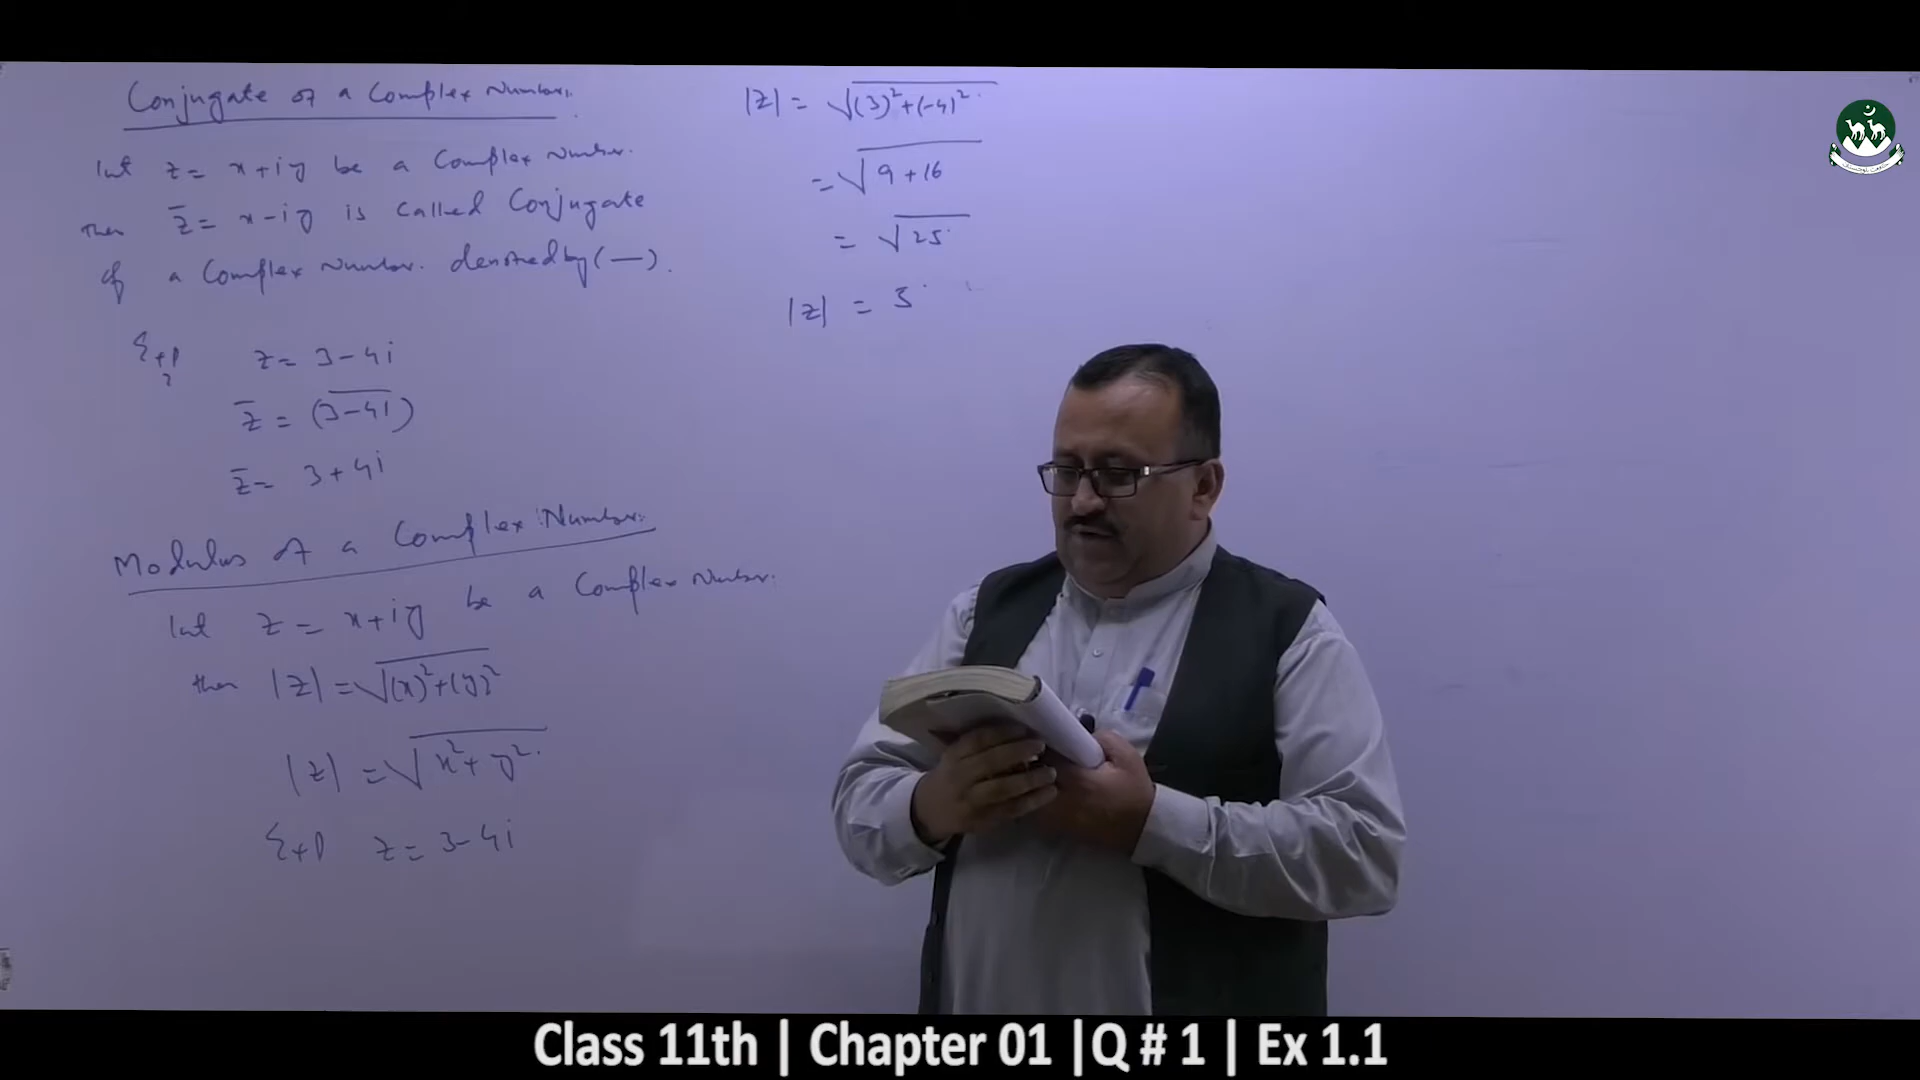 Conjugate of a Complex Number.
Let z = x + iy be a Complex Number.
then z̅ = x - iy is called Conjugate
of a Complex Number. denoted by ( — ).
Exp z = 3 - 4i
z̅ = (3 - 4i)
z̅ = 3 + 4i
Modulus of a Complex Number.
Let z = x + iy be a Complex Number.
then |z| = √(x)² + (y)²
|z| = √x² + y².
Exp z = 3 - 4i
|z| = √(3)² + (-4)².
= √9 + 16
= √25.
|z| = 5
Class 11th | Chapter 01 |Q # 1 | Ex 1.1